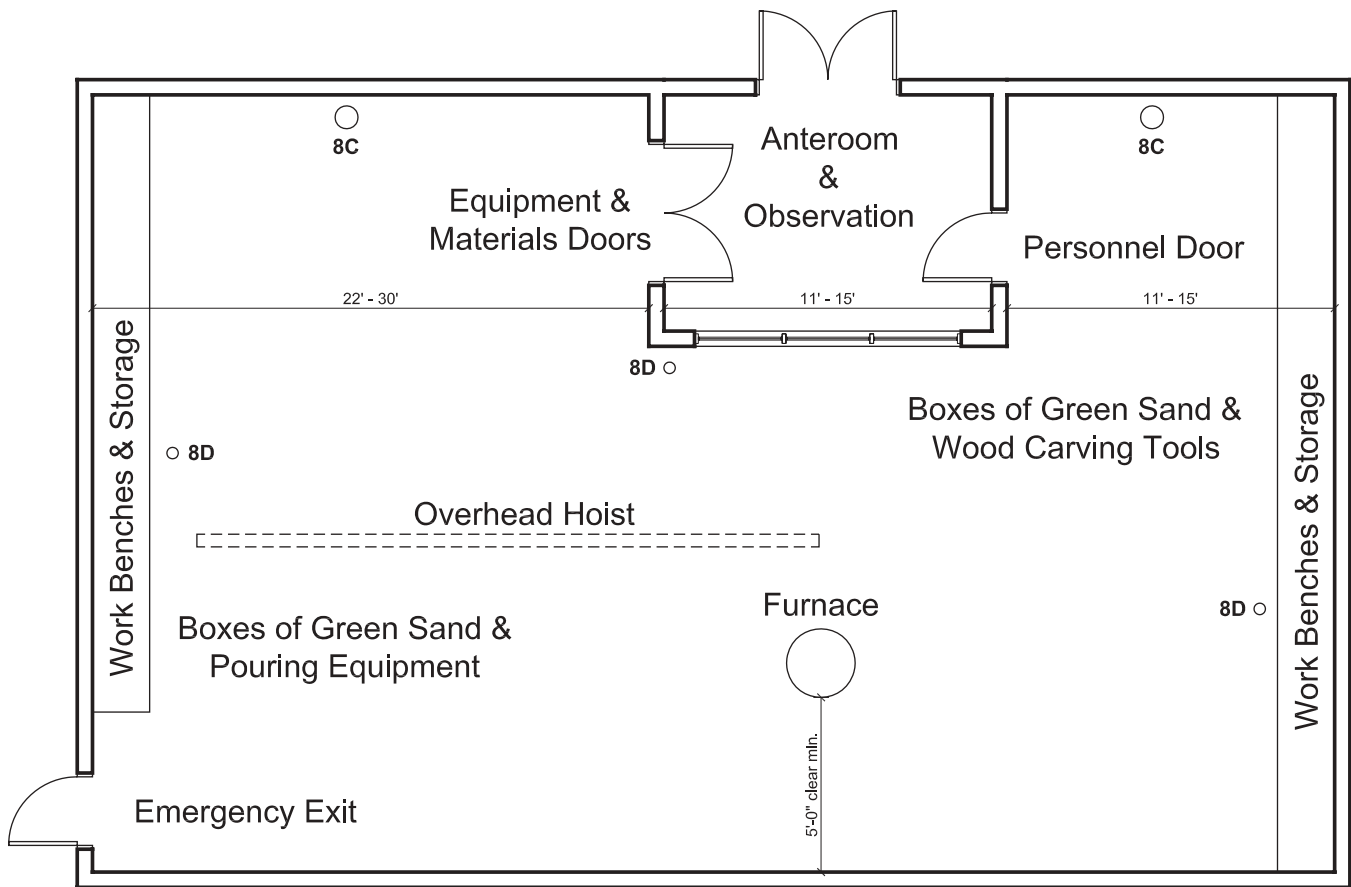 8C
Anteroom
&
Observation
8C
Equipment &
Materials Doors
Personnel Door
22' - 30'
11' - 15'
11' - 15'
Work Benches & Storage
8D
Boxes of Green Sand &
Wood Carving Tools
Work Benches & Storage
8D
Overhead Hoist
Furnace
8D
Boxes of Green Sand &
Pouring Equipment
5'-0" clear min.
Emergency Exit